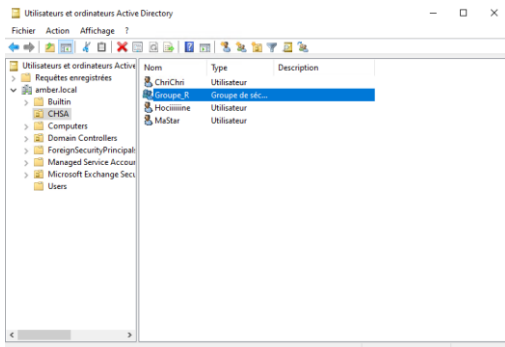 Utilisateurs et ordinateurs Active Directory
Fichier Action Affichage ?
Utilisateurs et ordinateurs Active
Requêtes enregistrées
amber.local
Builtin
CHSA
Computers
Domain Controllers
ForeignSecurityPrincipals
Managed Service Accour
Microsoft Exchange Secu
Users
Nom Type Description
ChriChri Utilisateur
Groupe_R Groupe de séc...
Hociiiiiine Utilisateur
MaStar Utilisateur